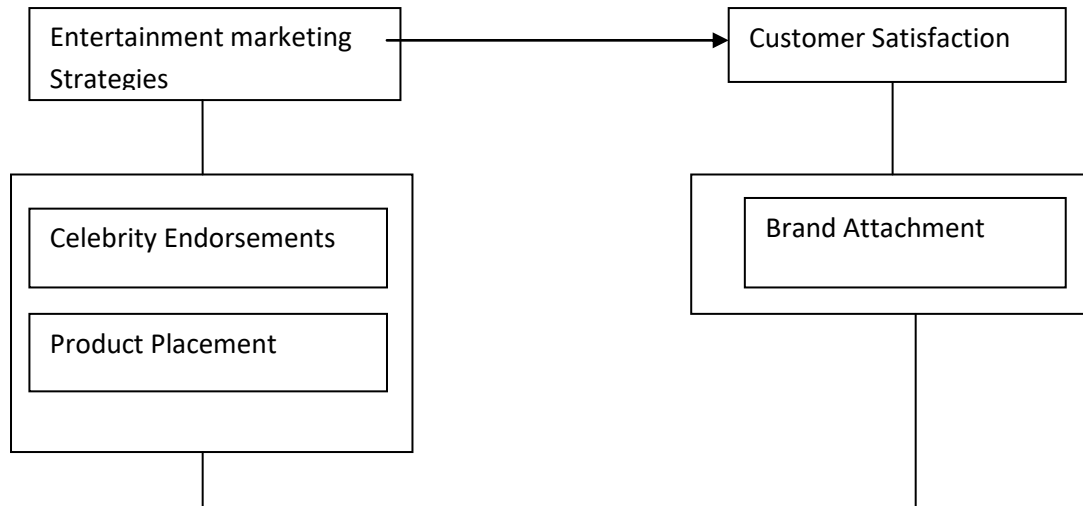 Entertainment marketing
Strategies
Customer Satisfaction
Celebrity Endorsements
Product Placement
Brand Attachment